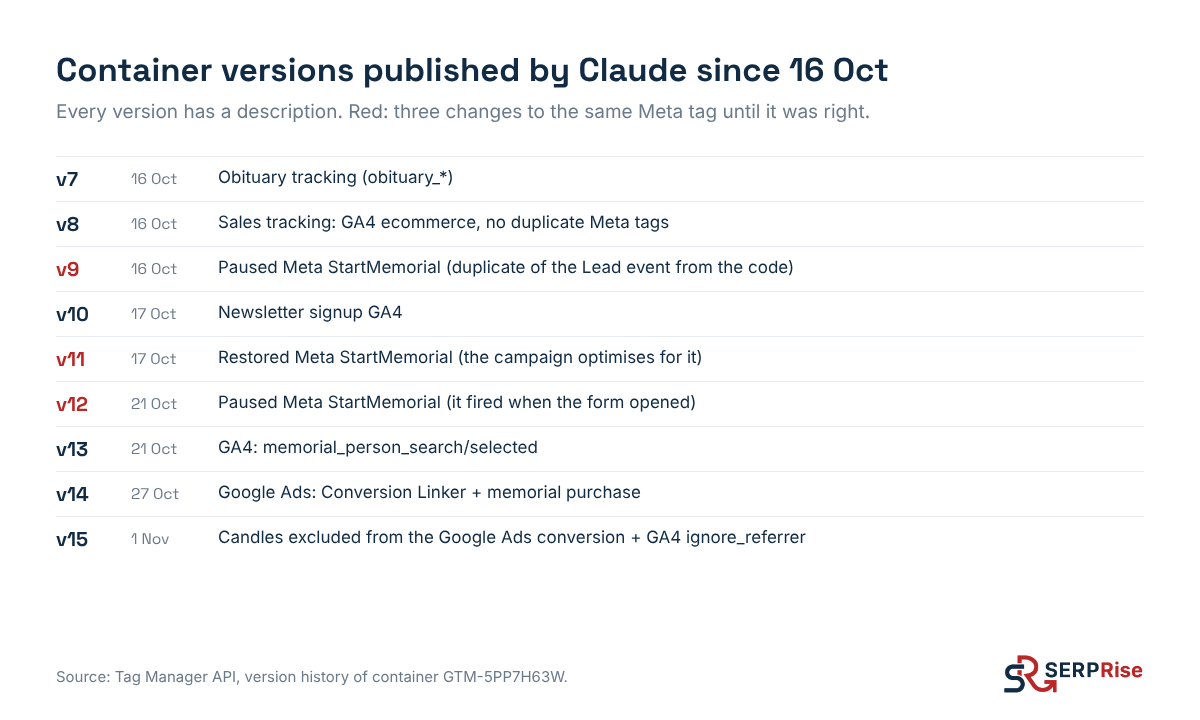 Container versions published by Claude since 16 Oct
Every version has a description. Red: three changes to the same Meta tag until it was right.
v7 16 Oct Obituary tracking (obituary_*)
v8 16 Oct Sales tracking: GA4 ecommerce, no duplicate Meta tags
v9 16 Oct Paused Meta StartMemorial (duplicate of the Lead event from the code)
v10 17 Oct Newsletter signup GA4
v11 17 Oct Restored Meta StartMemorial (the campaign optimises for it)
v12 21 Oct Paused Meta StartMemorial (it fired when the form opened)
v13 21 Oct GA4: memorial_person_search/selected
v14 27 Oct Google Ads: Conversion Linker + memorial purchase
v15 1 Nov Candles excluded from the Google Ads conversion + GA4 ignore_referrer
Source: Tag Manager API, version history of container GTM-5PP7H63W.
SERPRise